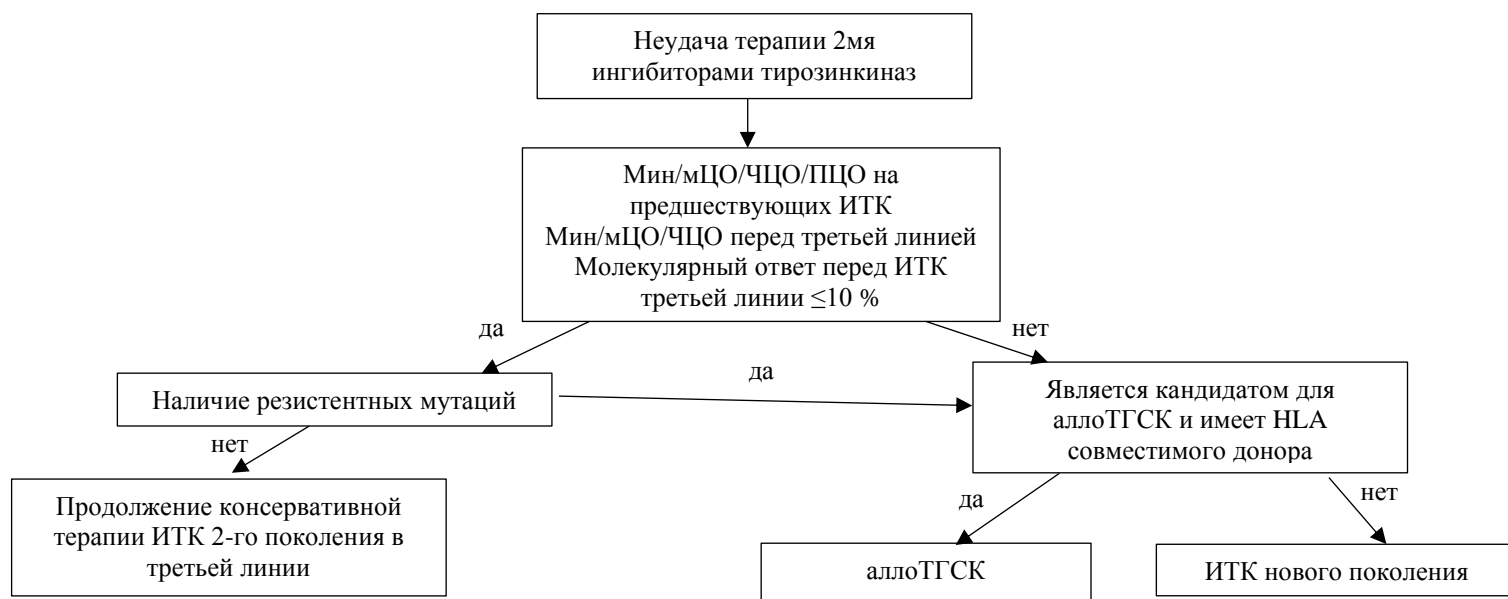 Неудача терапии 2мя
ингибиторами тирозинкиназ
Мин/мЦО/ЧЦО/ПЦО на
предшествующих ИТК
Мин/мЦО/ЧЦО перед третьей линией
Молекулярный ответ перед ИТК
третьей линии ≤10 %
да
нет
Наличие резистентных мутаций
да
Является кандидатом для
аллоТГСК и имеет HLA
совместимого донора
нет
Продолжение консервативной
терапии ИТК 2-го поколения в
третьей линии
да
нет
аллоТГСК
ИТК нового поколения